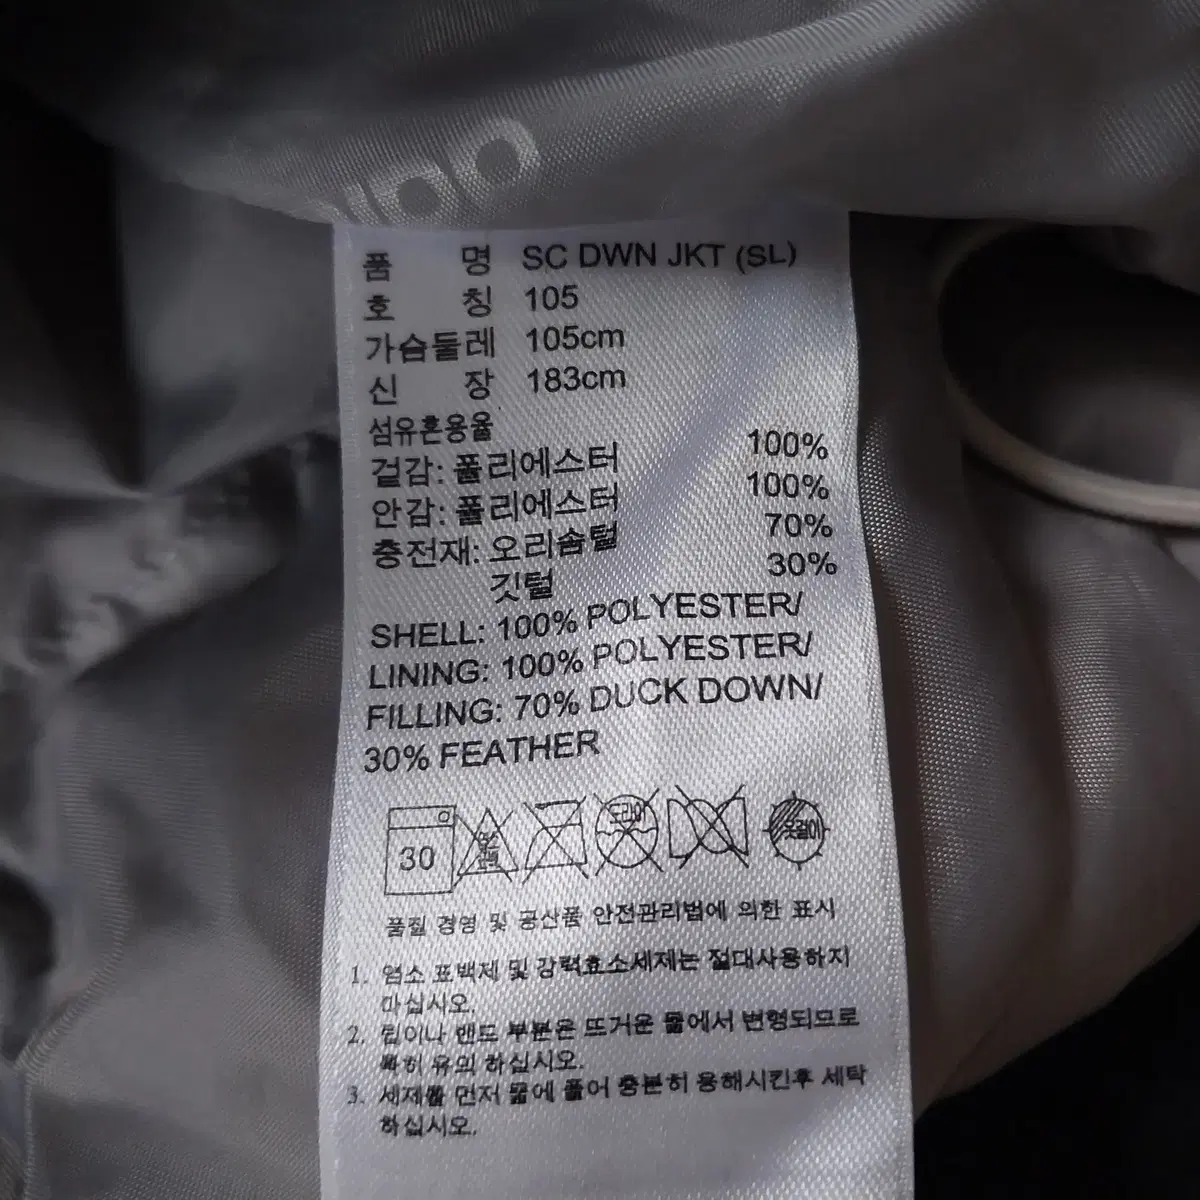 품 명 SC DWN JKT (SL)
호 칭 105
가슴둘레 105cm
신 장 183cm
섬유혼용율
겉감: 폴리에스터 100%
안감: 폴리에스터 100%
충전재: 오리솜털 70%
깃털 30%
SHELL: 100% POLYESTER/
LINING: 100% POLYESTER/
FILLING: 70% DUCK DOWN/
30% FEATHER
30
드라이
옷걸이
품질 경영 및 공산품 안전관리법에 의한 표시
1. 염소 표백제 및 강력효소세제는 절대사용하지
마십시오.
2. 팁이나 밴드 부분은 뜨거운 물에서 변형되므로
특히 유의 하십시오.
3. 세제를 먼저 물에 풀어 충분히 용해시킨후 세탁
하십시오.